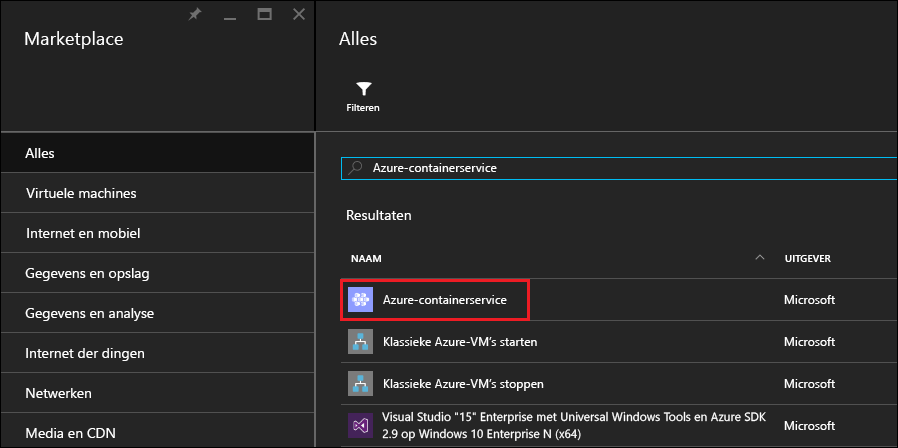 Marketplace
Alles
Virtuele machines
Internet en mobiel
Gegevens en opslag
Gegevens en analyse
Internet der dingen
Netwerken
Media en CDN
Alles
Filteren
Azure-containerservice
Resultaten
NAAM UITGEVER
Azure-containerservice Microsoft
Klassieke Azure-VM's starten Microsoft
Klassieke Azure-VM's stoppen Microsoft
Visual Studio "15" Enterprise met Universal Windows Tools en Azure SDK Microsoft
2.9 op Windows 10 Enterprise N (x64)